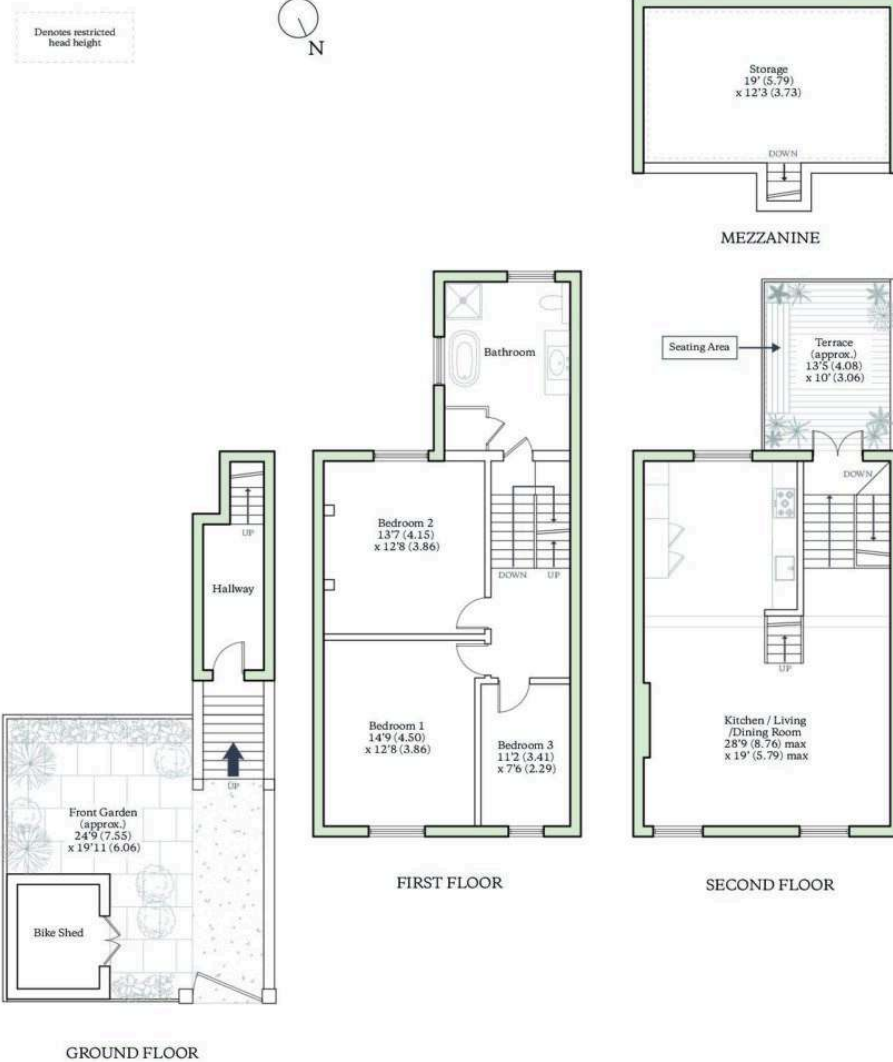 Denotes restricted
head height
N
Storage
19' (5.79)
x 12'3 (3.73)
DOWN
MEZZANINE
Seating Area
Terrace
(approx.)
13'5 (4.08)
x 10' (3.06)
Bathroom
Bedroom 2
13'7 (4.15)
x 12'8 (3.86)
DOWN
UP
Bedroom 1
14'9 (4.50)
x 12'8 (3.86)
Bedroom 3
11'2 (3.41)
x 7'6 (2.29)
FIRST FLOOR
DOWN
UP
Kitchen / Living
/Dining Room
28'9 (8.76) max
x 19' (5.79) max
SECOND FLOOR
UP
Hallway
UP
Front Garden
(approx.)
24'9 (7.55)
x 19'11 (6.06)
Bike Shed
GROUND FLOOR